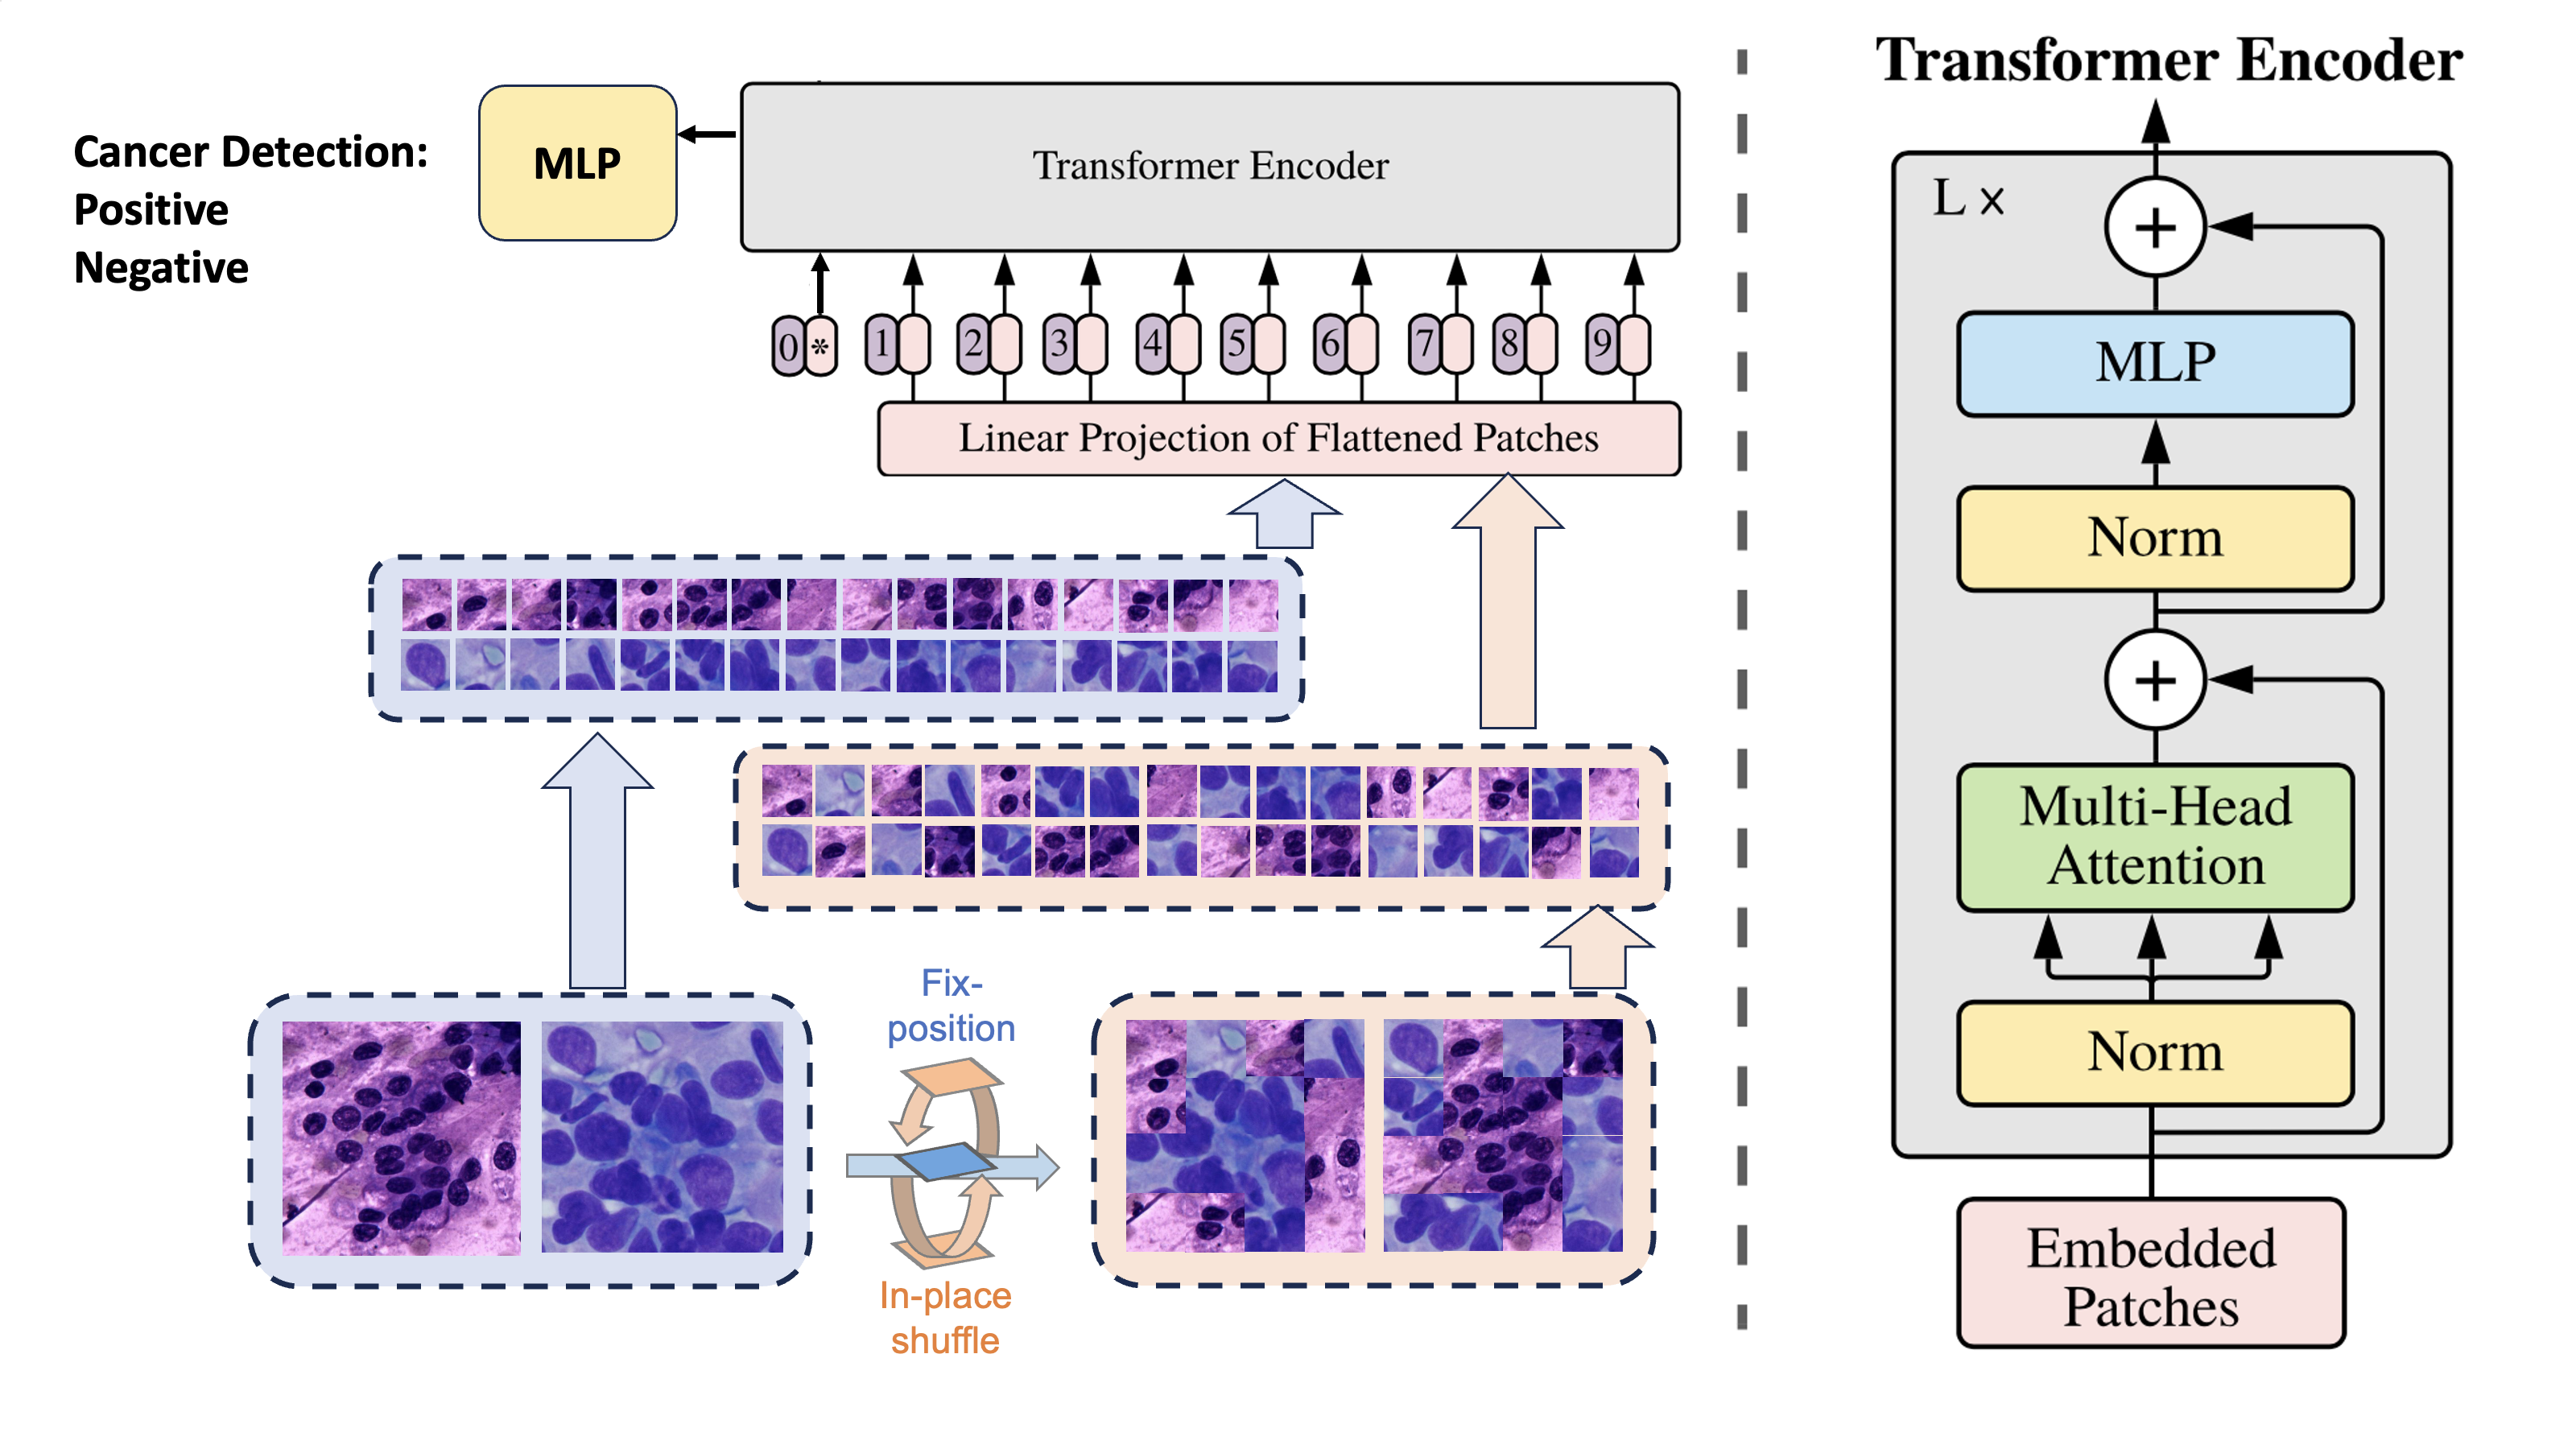 Cancer Detection:
Positive
Negative
MLP
Transformer Encoder
0 * 1 2 3 4 5 6 7 8 9
Linear Projection of Flattened Patches
Fix-
position
In-place
shuffle
Transformer Encoder
L ×
+
MLP
Norm
+
Multi-Head
Attention
Norm
Embedded
Patches